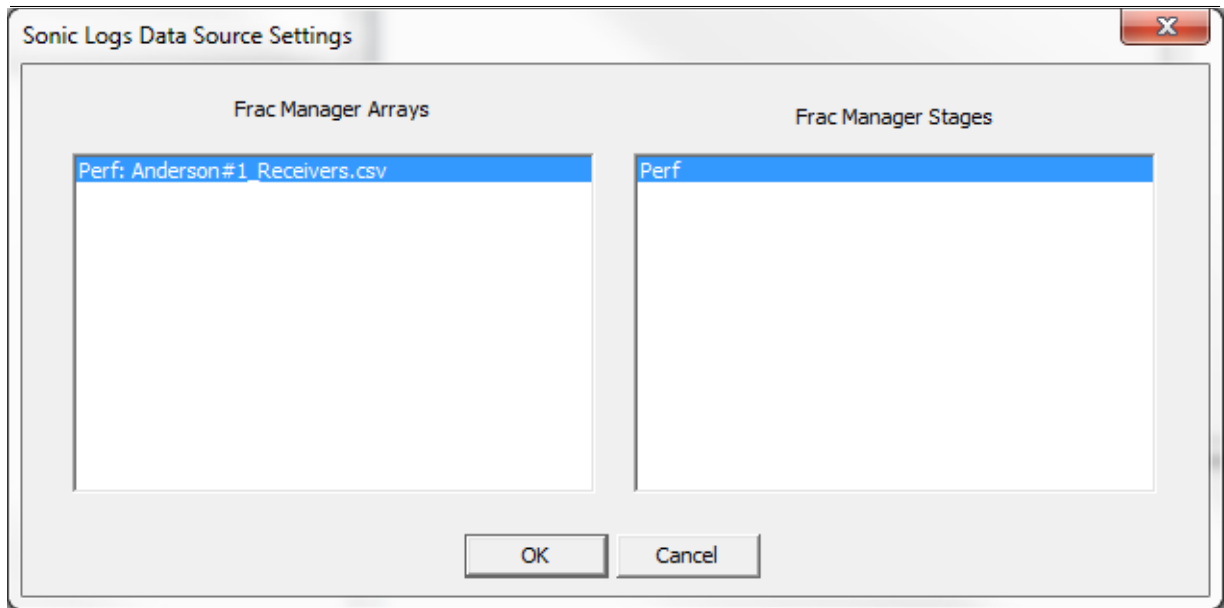 Sonic Logs Data Source Settings
Frac Manager Arrays
Frac Manager Stages
Perf: Anderson#1_Receivers.csv
Perf
OK
Cancel